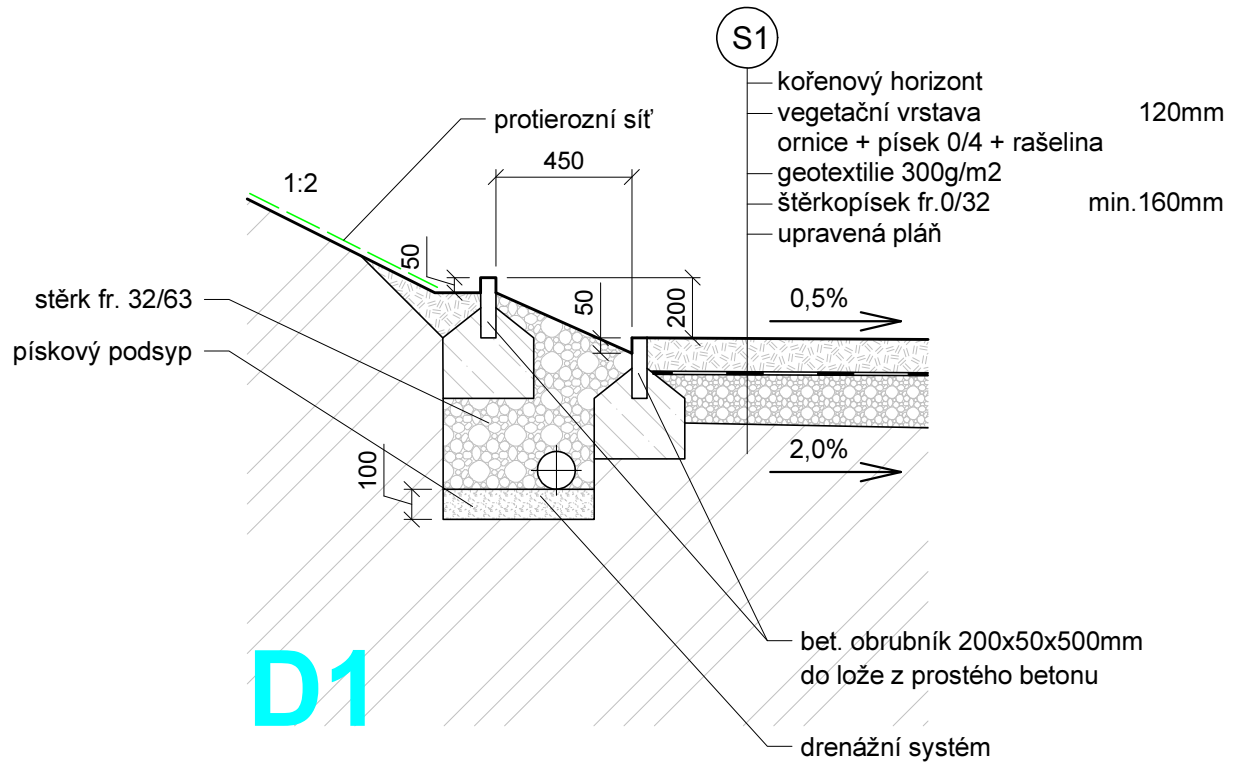 S1
kořenový horizont
vegetační vrstava 120mm
ornice + písek 0/4 + rašelina
geotextilie 300g/m2
štěrkopísek fr.0/32 min.160mm
upravená pláň
protierozní síť
450
1:2
50
50
200
0,5%
stěrk fr. 32/63
pískový podsyp
2,0%
100
bet. obrubník 200x50x500mm
do lože z prostého betonu
D1
drenážní systém